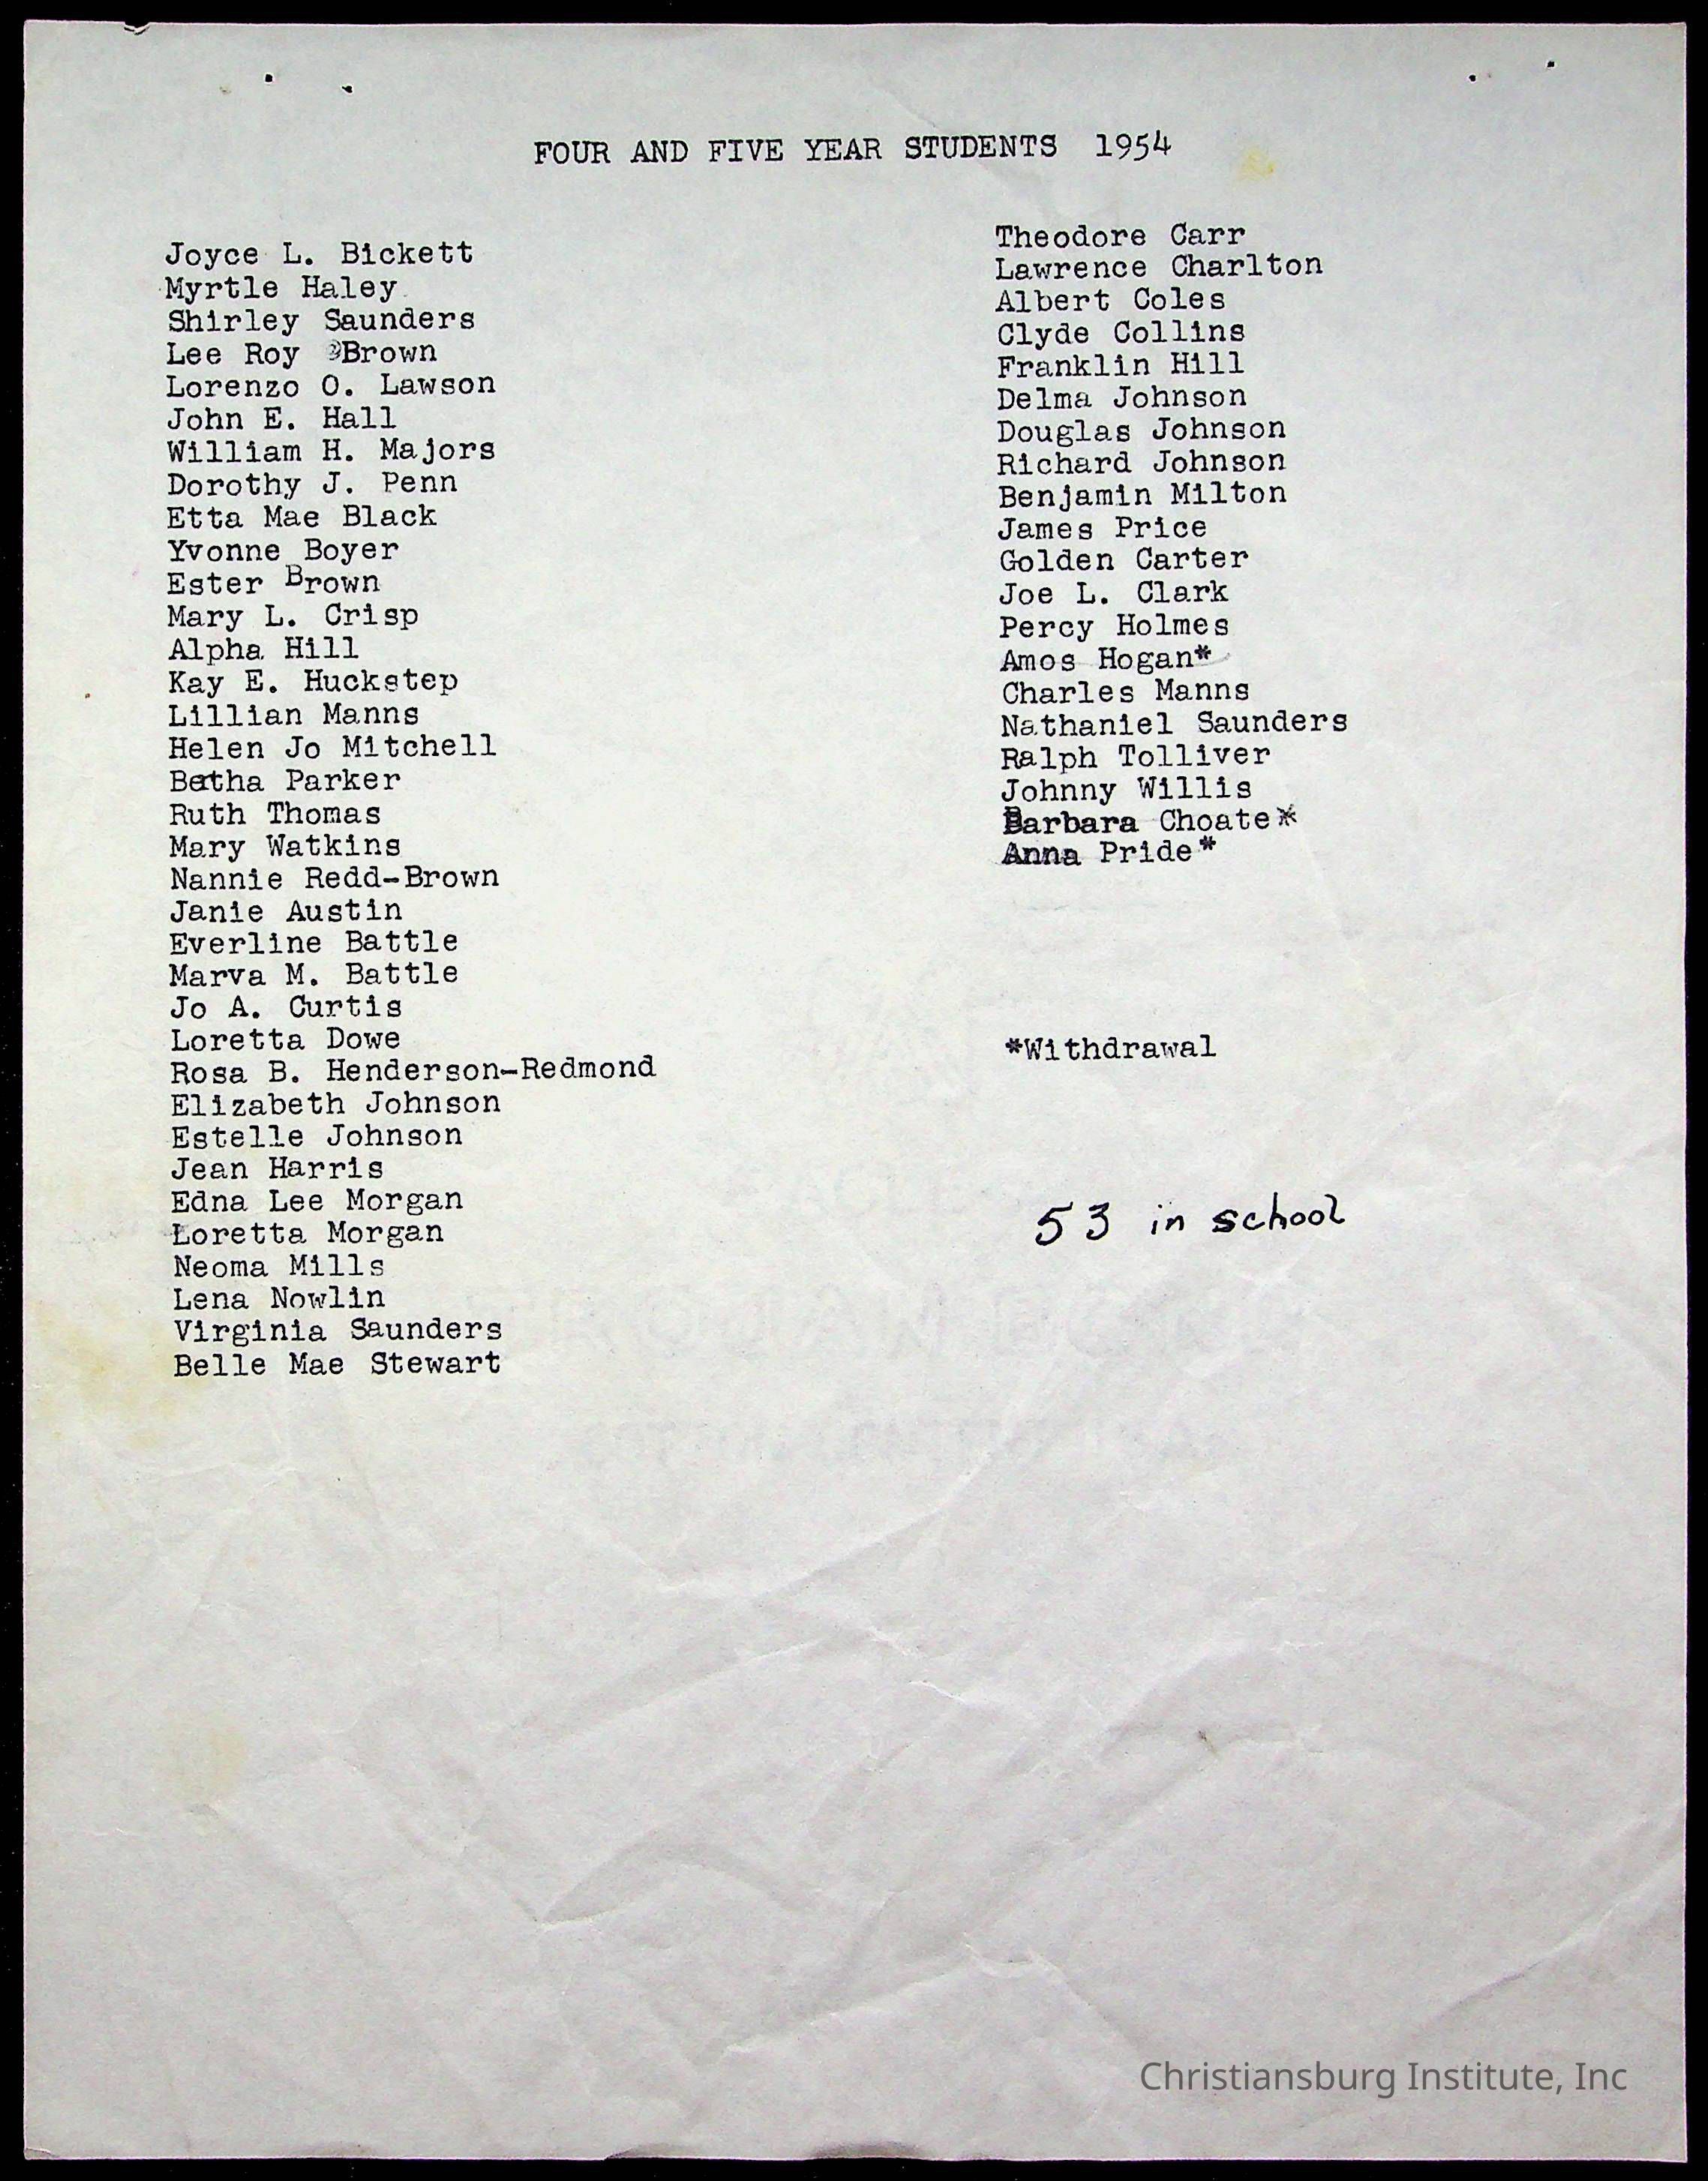 FOUR AND FIVE YEAR STUDENTS 1954
Joyce L. Bickett
Myrtle Haley
Shirley Saunders
Lee Roy Brown
Lorenzo O. Lawson
John E. Hall
William H. Majors
Dorothy J. Penn
Etta Mae Black
Yvonne Boyer
Ester Brown
Mary L. Crisp
Alpha Hill
Kay E. Huckstep
Lillian Manns
Helen Jo Mitchell
Betha Parker
Ruth Thomas
Mary Watkins
Nannie Redd-Brown
Janie Austin
Everline Battle
Marva M. Battle
Jo A. Curtis
Loretta Dowe
Rosa B. Henderson-Redmond
Elizabeth Johnson
Estelle Johnson
Jean Harris
Edna Lee Morgan
Loretta Morgan
Neoma Mills
Lena Nowlin
Virginia Saunders
Belle Mae Stewart
Theodore Carr
Lawrence Charlton
Albert Coles
Clyde Collins
Franklin Hill
Delma Johnson
Douglas Johnson
Richard Johnson
Benjamin Milton
James Price
Golden Carter
Joe L. Clark
Percy Holmes
Amos Hogan*
Charles Manns
Nathaniel Saunders
Ralph Tolliver
Johnny Willis
Barbara Choate*
Anna Pride*
*Withdrawal
53 in school
Christiansburg Institute, Inc